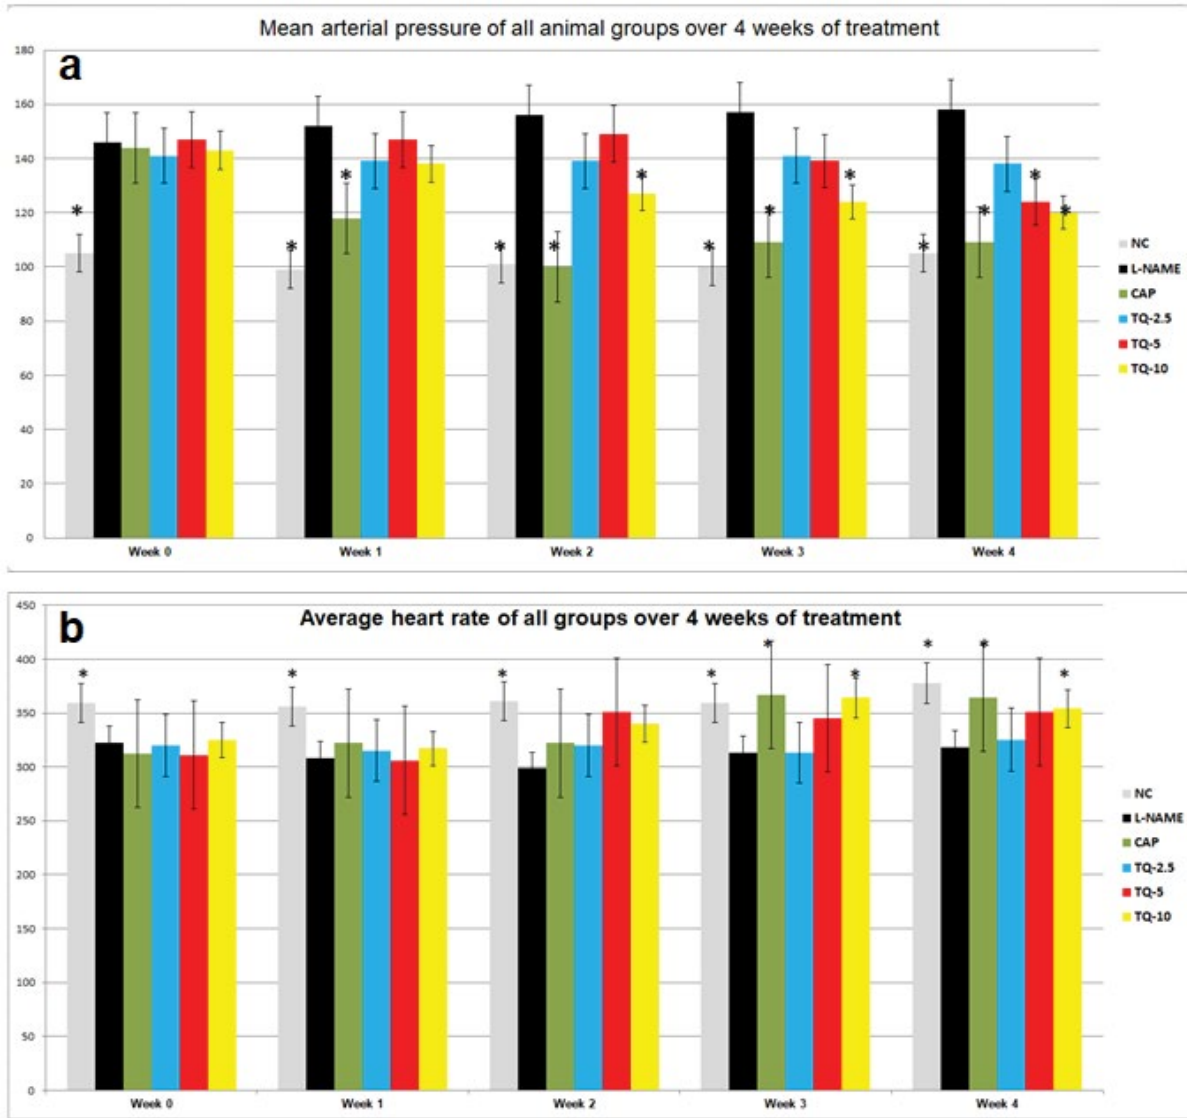 Mean arterial pressure of all animal groups over 4 weeks of treatment
a
180
160
140
120
100
80
60
40
20
0
* * * * * * * * * * * * *
Week 0 Week 1 Week 2 Week 3 Week 4
NC
L-NAME
CAP
TQ-2.5
TQ-5
TQ-10
Average heart rate of all groups over 4 weeks of treatment
b
450
400
350
300
250
200
150
100
50
0
* * * * * * * * *
Week 0 Week 1 Week 2 Week 3 Week 4
NC
L-NAME
CAP
TQ-2.5
TQ-5
TQ-10